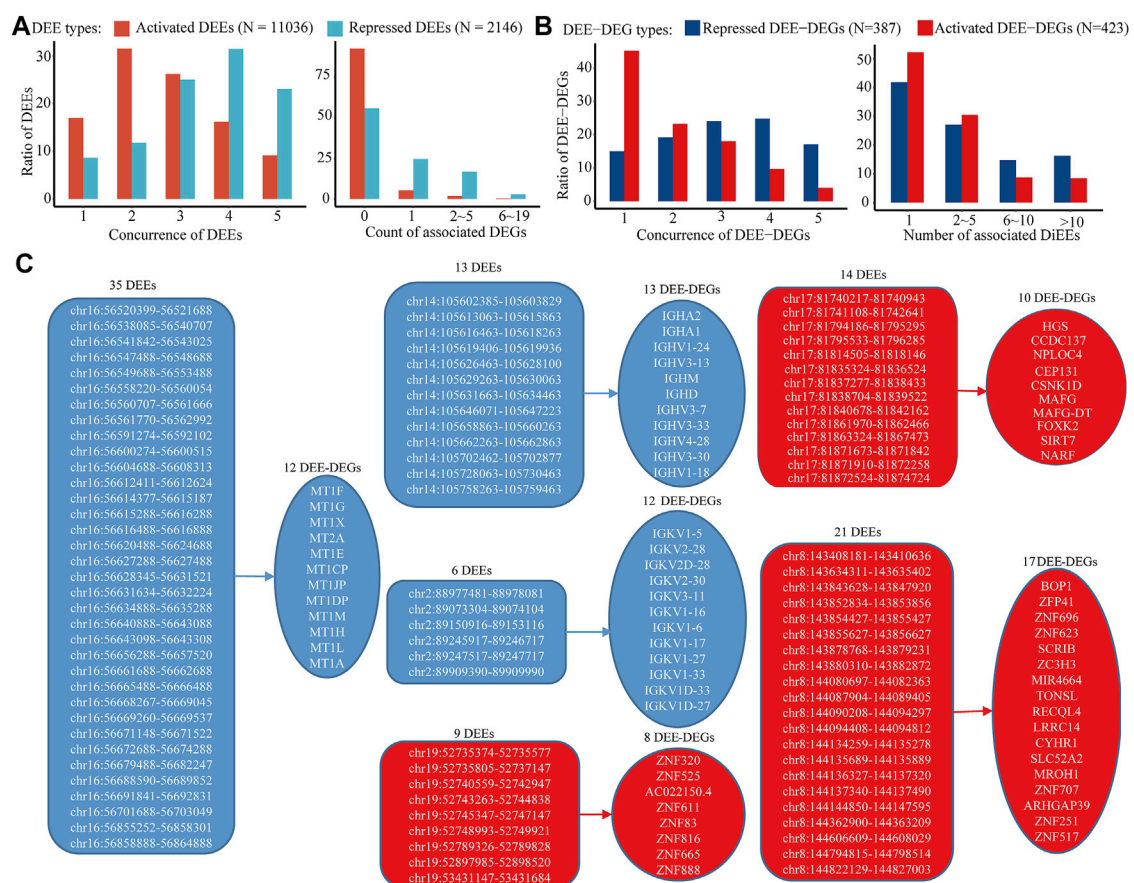 A
DEE types: Activated DEEs (N = 11036) Repressed DEEs (N = 2146)
Ratio of DEEs
30
20
10
0
1 2 3 4 5
Concurrence of DEEs
75
50
25
0
0 1 2~5 6~19
Count of associated DEGs
B
DEE−DEG types: Repressed DEE−DEGs (N=387) Activated DEE−DEGs (N=423)
Ratio of DEE−DEGs
40
30
20
10
0
1 2 3 4 5
Concurrence of DEE−DEGs
50
40
30
20
10
0
1 2~5 6~10 >10
Number of associated DiEEs
C
35 DEEs
chr16:56520399-56521688
chr16:56538085-56540707
chr16:56541842-56543025
chr16:56547488-56548688
chr16:56549688-56553488
chr16:56558220-56560054
chr16:56560707-56561666
chr16:56561770-56562992
chr16:56591274-56592102
chr16:56600274-56600515
chr16:56604688-56608313
chr16:56612411-56612624
chr16:56614377-56615187
chr16:56615288-56616288
chr16:56616488-56616888
chr16:56620488-56624688
chr16:56627288-56627488
chr16:56628345-56631521
chr16:56631634-56632224
chr16:56634888-56635288
chr16:56640888-56643088
chr16:56643098-56643308
chr16:56656288-56657520
chr16:56661688-56662688
chr16:56665488-56666488
chr16:56668267-56669045
chr16:56669260-56669537
chr16:56671148-56671522
chr16:56672688-56674288
chr16:56679488-56682247
chr16:56688590-56689852
chr16:56691841-56692831
chr16:56701688-56703049
chr16:56855252-56858301
chr16:56858888-56864888
12 DEE-DEGs
MT1F
MT1G
MT1X
MT2A
MT1E
MT1CP
MT1JP
MT1DP
MT1M
MT1H
MT1L
MT1A
13 DEEs
chr14:105602385-105603829
chr14:105613063-105615863
chr14:105616463-105618263
chr14:105619406-105619936
chr14:105626463-105628100
chr14:105629263-105630063
chr14:105631663-105634463
chr14:105646071-105647223
chr14:105658863-105660263
chr14:105662263-105662863
chr14:105702462-105702877
chr14:105728063-105730463
chr14:105758263-105759463
13 DEE-DEGs
IGHA2
IGHA1
IGHV1-24
IGHV3-13
IGHM
IGHD
IGHV3-7
IGHV3-33
IGHV4-28
IGHV3-30
IGHV1-18
6 DEEs
chr2:88977481-88978081
chr2:89073304-89074104
chr2:89150916-89153116
chr2:89245917-89246717
chr2:89247517-89247717
chr2:89909390-89909990
12 DEE-DEGs
IGKV1-5
IGKV2-28
IGKV2D-28
IGKV2-30
IGKV3-11
IGKV1-16
IGKV1-6
IGKV1-17
IGKV1-27
IGKV1-33
IGKV1D-33
IGKV1D-27
9 DEEs
chr19:52735374-52735577
chr19:52735805-52737147
chr19:52740559-52742947
chr19:52743263-52744838
chr19:52745347-52747147
chr19:52748993-52749921
chr19:52789326-52789828
chr19:52897985-52898520
chr19:53431147-53431684
8 DEE-DEGs
ZNF320
ZNF525
AC022150.4
ZNF611
ZNF83
ZNF816
ZNF665
ZNF888
14 DEEs
chr17:81740217-81740943
chr17:81741108-81742641
chr17:81794186-81795295
chr17:81795533-81796285
chr17:81814505-81818146
chr17:81835324-81836524
chr17:81837277-81838433
chr17:81838704-81839522
chr17:81840678-81842162
chr17:81861970-81862466
chr17:81863324-81867473
chr17:81871673-81871842
chr17:81871910-81872258
chr17:81872524-81874724
10 DEE-DEGs
HGS
CCDC137
NPLOC4
CEP131
CSNK1D
MAFG
MAFG-DT
FOXK2
SIRT7
NARF
21 DEEs
chr8:143408181-143410636
chr8:143634311-143635402
chr8:143843628-143847920
chr8:143852834-143853856
chr8:143854427-143855427
chr8:143855627-143856627
chr8:143878768-143879231
chr8:143880310-143882872
chr8:144080697-144082363
chr8:144087904-144089405
chr8:144090208-144094297
chr8:144094408-144094812
chr8:144134259-144135278
chr8:144135689-144135889
chr8:144136327-144137320
chr8:144137340-144137490
chr8:144144850-144147595
chr8:144362900-144363209
chr8:144606609-144608029
chr8:144794815-144798514
chr8:144822129-144827003
17DEE-DEGs
BOP1
ZFP41
ZNF696
ZNF623
SCRIB
ZC3H3
MIR4664
TONSL
RECQL4
LRRC14
CYHR1
SLC52A2
MROH1
ZNF707
ARHGAP39
ZNF251
ZNF517